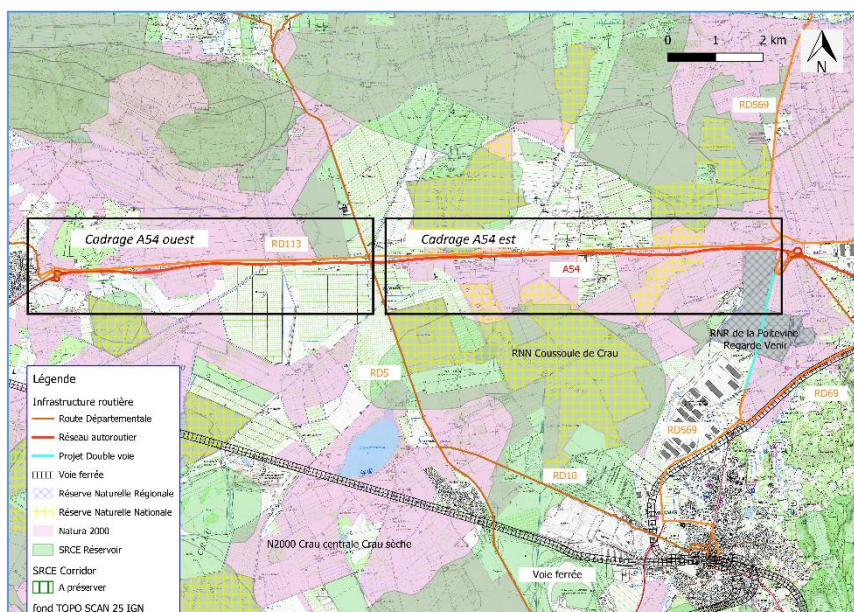 0 1 2 km
N
RD569
Cadrage A54 ouest
RD113
Cadrage A54 est
A54
RNR de la Poitevine
Regarde Venir
RNN Coussoule de Crau
RD5
RD69
RD569
RD10
N2000 Crau centrale Crau sèche
Voie ferrée
Légende
Infrastructure routière
Route Départementale
Réseau autoroutier
Projet Double voie
Voie ferrée
Réserve Naturelle Régionale
Réserve Naturelle Nationale
Natura 2000
SRCE Réservoir
SRCE Corridor
A préserver
fond TOPO SCAN 25 IGN